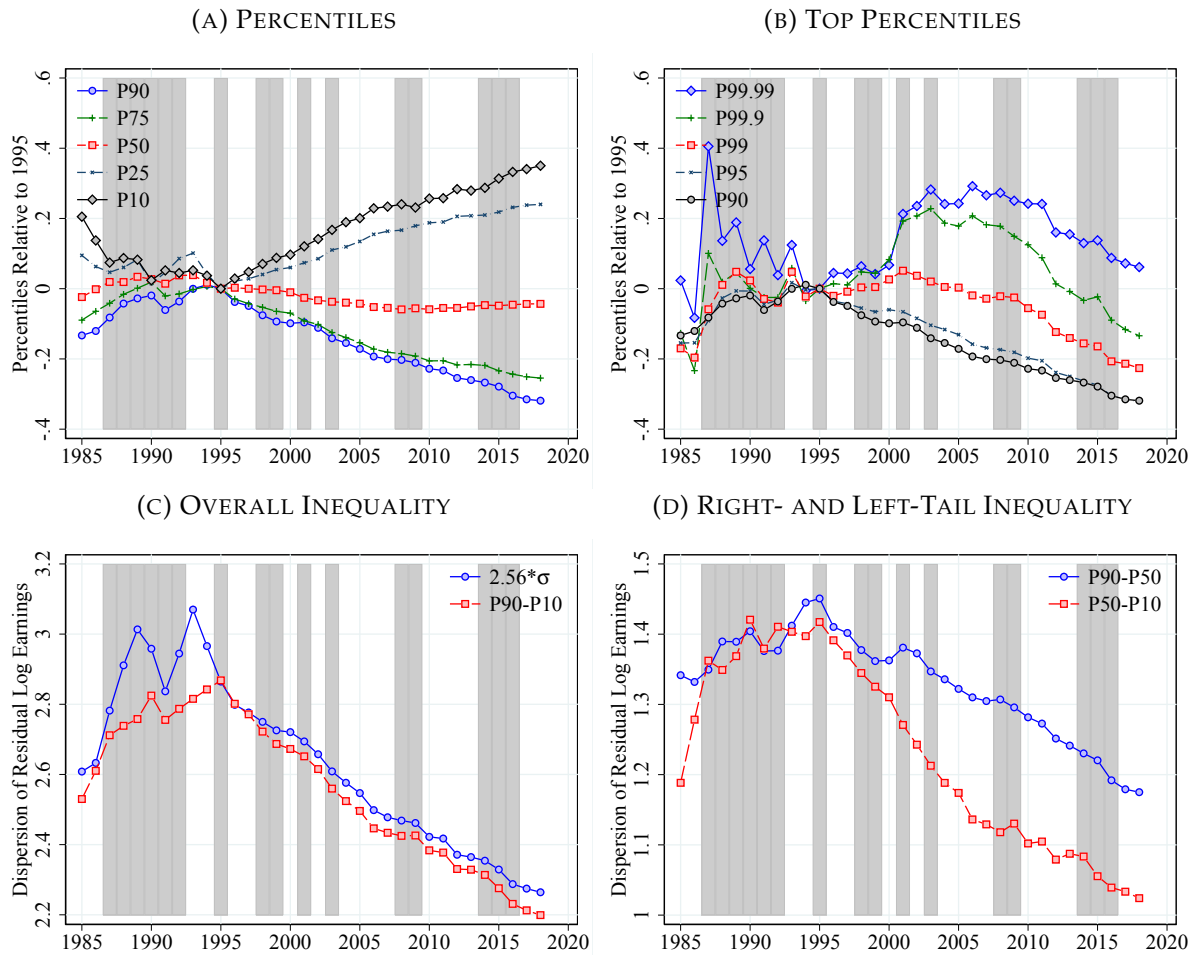 (A) PERCENTILES
Percentiles Relative to 1995
.6
.4
.2
0
-.2
-.4
P90
P75
P50
P25
P10
1985 1990 1995 2000 2005 2010 2015 2020
(B) TOP PERCENTILES
Percentiles Relative to 1995
.6
.4
.2
0
-.2
-.4
P99.99
P99.9
P99
P95
P90
1985 1990 1995 2000 2005 2010 2015 2020
(C) OVERALL INEQUALITY
Dispersion of Residual Log Earnings
3.2
3
2.8
2.6
2.4
2.2
2.56*σ
P90-P10
1985 1990 1995 2000 2005 2010 2015 2020
(D) RIGHT- AND LEFT-TAIL INEQUALITY
Dispersion of Residual Log Earnings
1.5
1.4
1.3
1.2
1.1
1
P90-P50
P50-P10
1985 1990 1995 2000 2005 2010 2015 2020